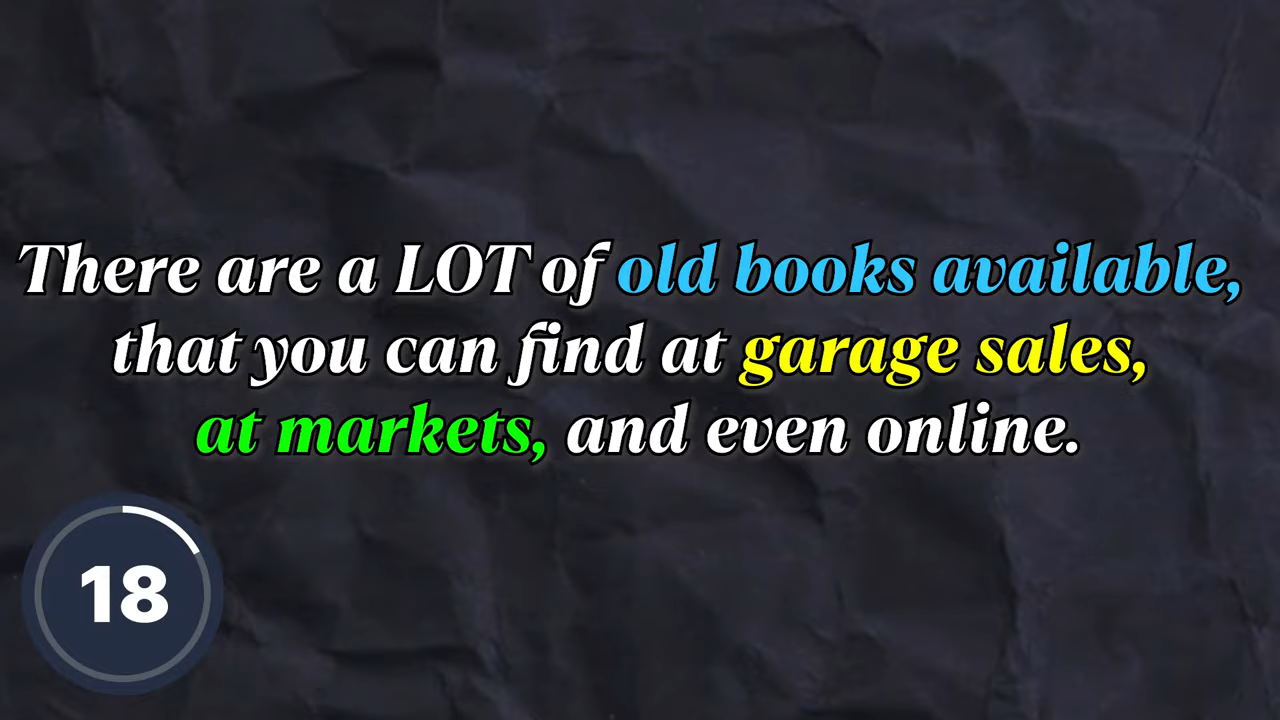 There are a LOT of old books available,
that you can find at garage sales,
at markets, and even online.
18